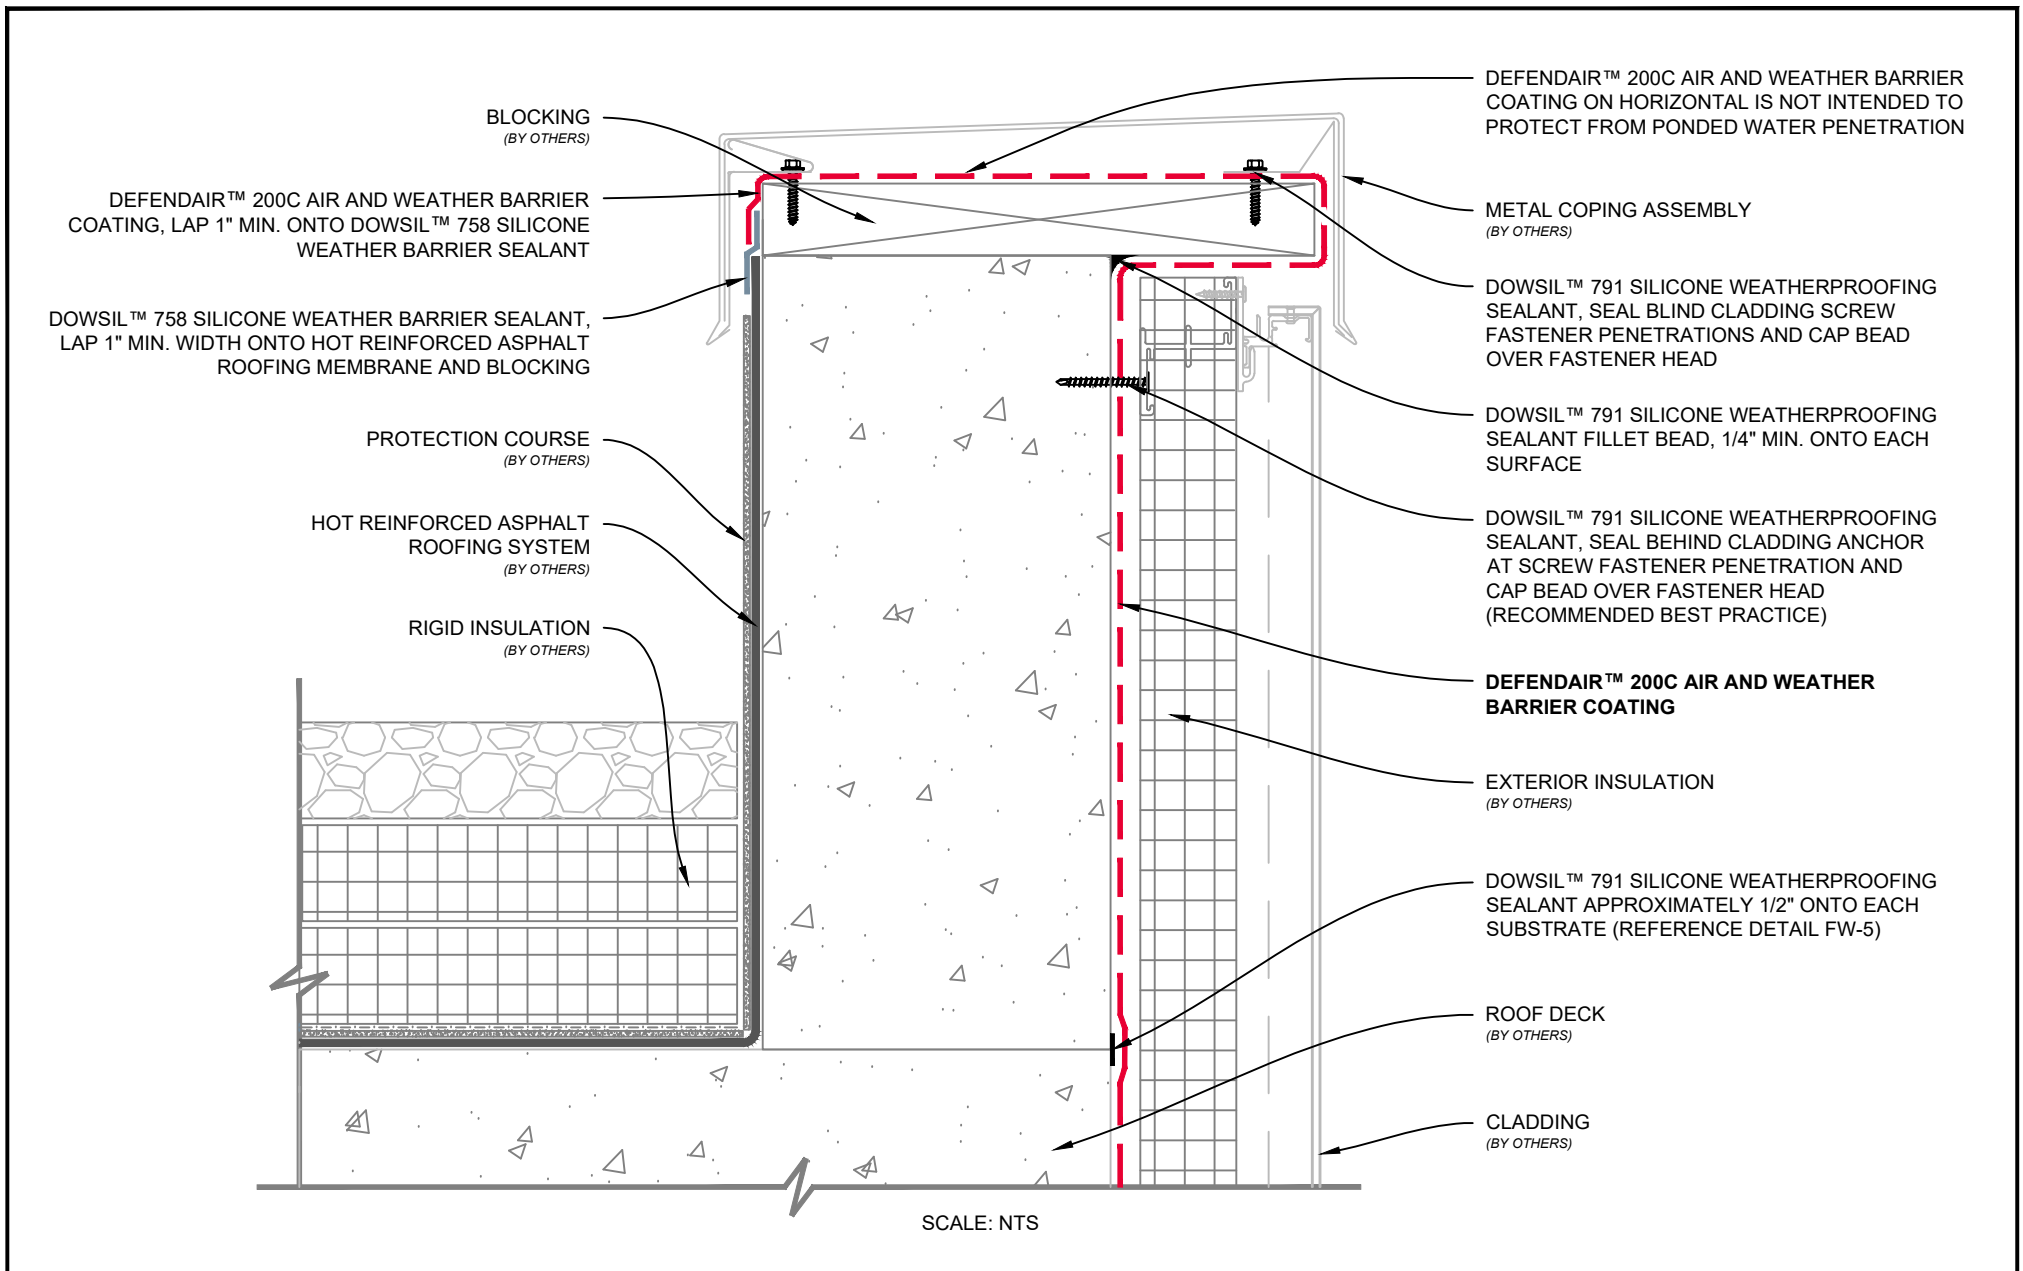 BLOCKING
(BY OTHERS)
DEFENDAIR™ 200C AIR AND WEATHER BARRIER
COATING, LAP 1" MIN. ONTO DOWSIL™ 758 SILICONE
WEATHER BARRIER SEALANT
DOWSIL™ 758 SILICONE WEATHER BARRIER SEALANT,
LAP 1" MIN. WIDTH ONTO HOT REINFORCED ASPHALT
ROOFING MEMBRANE AND BLOCKING
PROTECTION COURSE
(BY OTHERS)
HOT REINFORCED ASPHALT
ROOFING SYSTEM
(BY OTHERS)
RIGID INSULATION
(BY OTHERS)
DEFENDAIR™ 200C AIR AND WEATHER BARRIER
COATING ON HORIZONTAL IS NOT INTENDED TO
PROTECT FROM PONDED WATER PENETRATION
METAL COPING ASSEMBLY
(BY OTHERS)
DOWSIL™ 791 SILICONE WEATHERPROOFING
SEALANT, SEAL BLIND CLADDING SCREW
FASTENER PENETRATIONS AND CAP BEAD
OVER FASTENER HEAD
DOWSIL™ 791 SILICONE WEATHERPROOFING
SEALANT FILLET BEAD, 1/4" MIN. ONTO EACH
SURFACE
DOWSIL™ 791 SILICONE WEATHERPROOFING
SEALANT, SEAL BEHIND CLADDING ANCHOR
AT SCREW FASTENER PENETRATION AND
CAP BEAD OVER FASTENER HEAD
(RECOMMENDED BEST PRACTICE)
DEFENDAIR™ 200C AIR AND WEATHER
BARRIER COATING
EXTERIOR INSULATION
(BY OTHERS)
DOWSIL™ 791 SILICONE WEATHERPROOFING
SEALANT APPROXIMATELY 1/2" ONTO EACH
SUBSTRATE (REFERENCE DETAIL FW-5)
ROOF DECK
(BY OTHERS)
CLADDING
(BY OTHERS)
SCALE: NTS